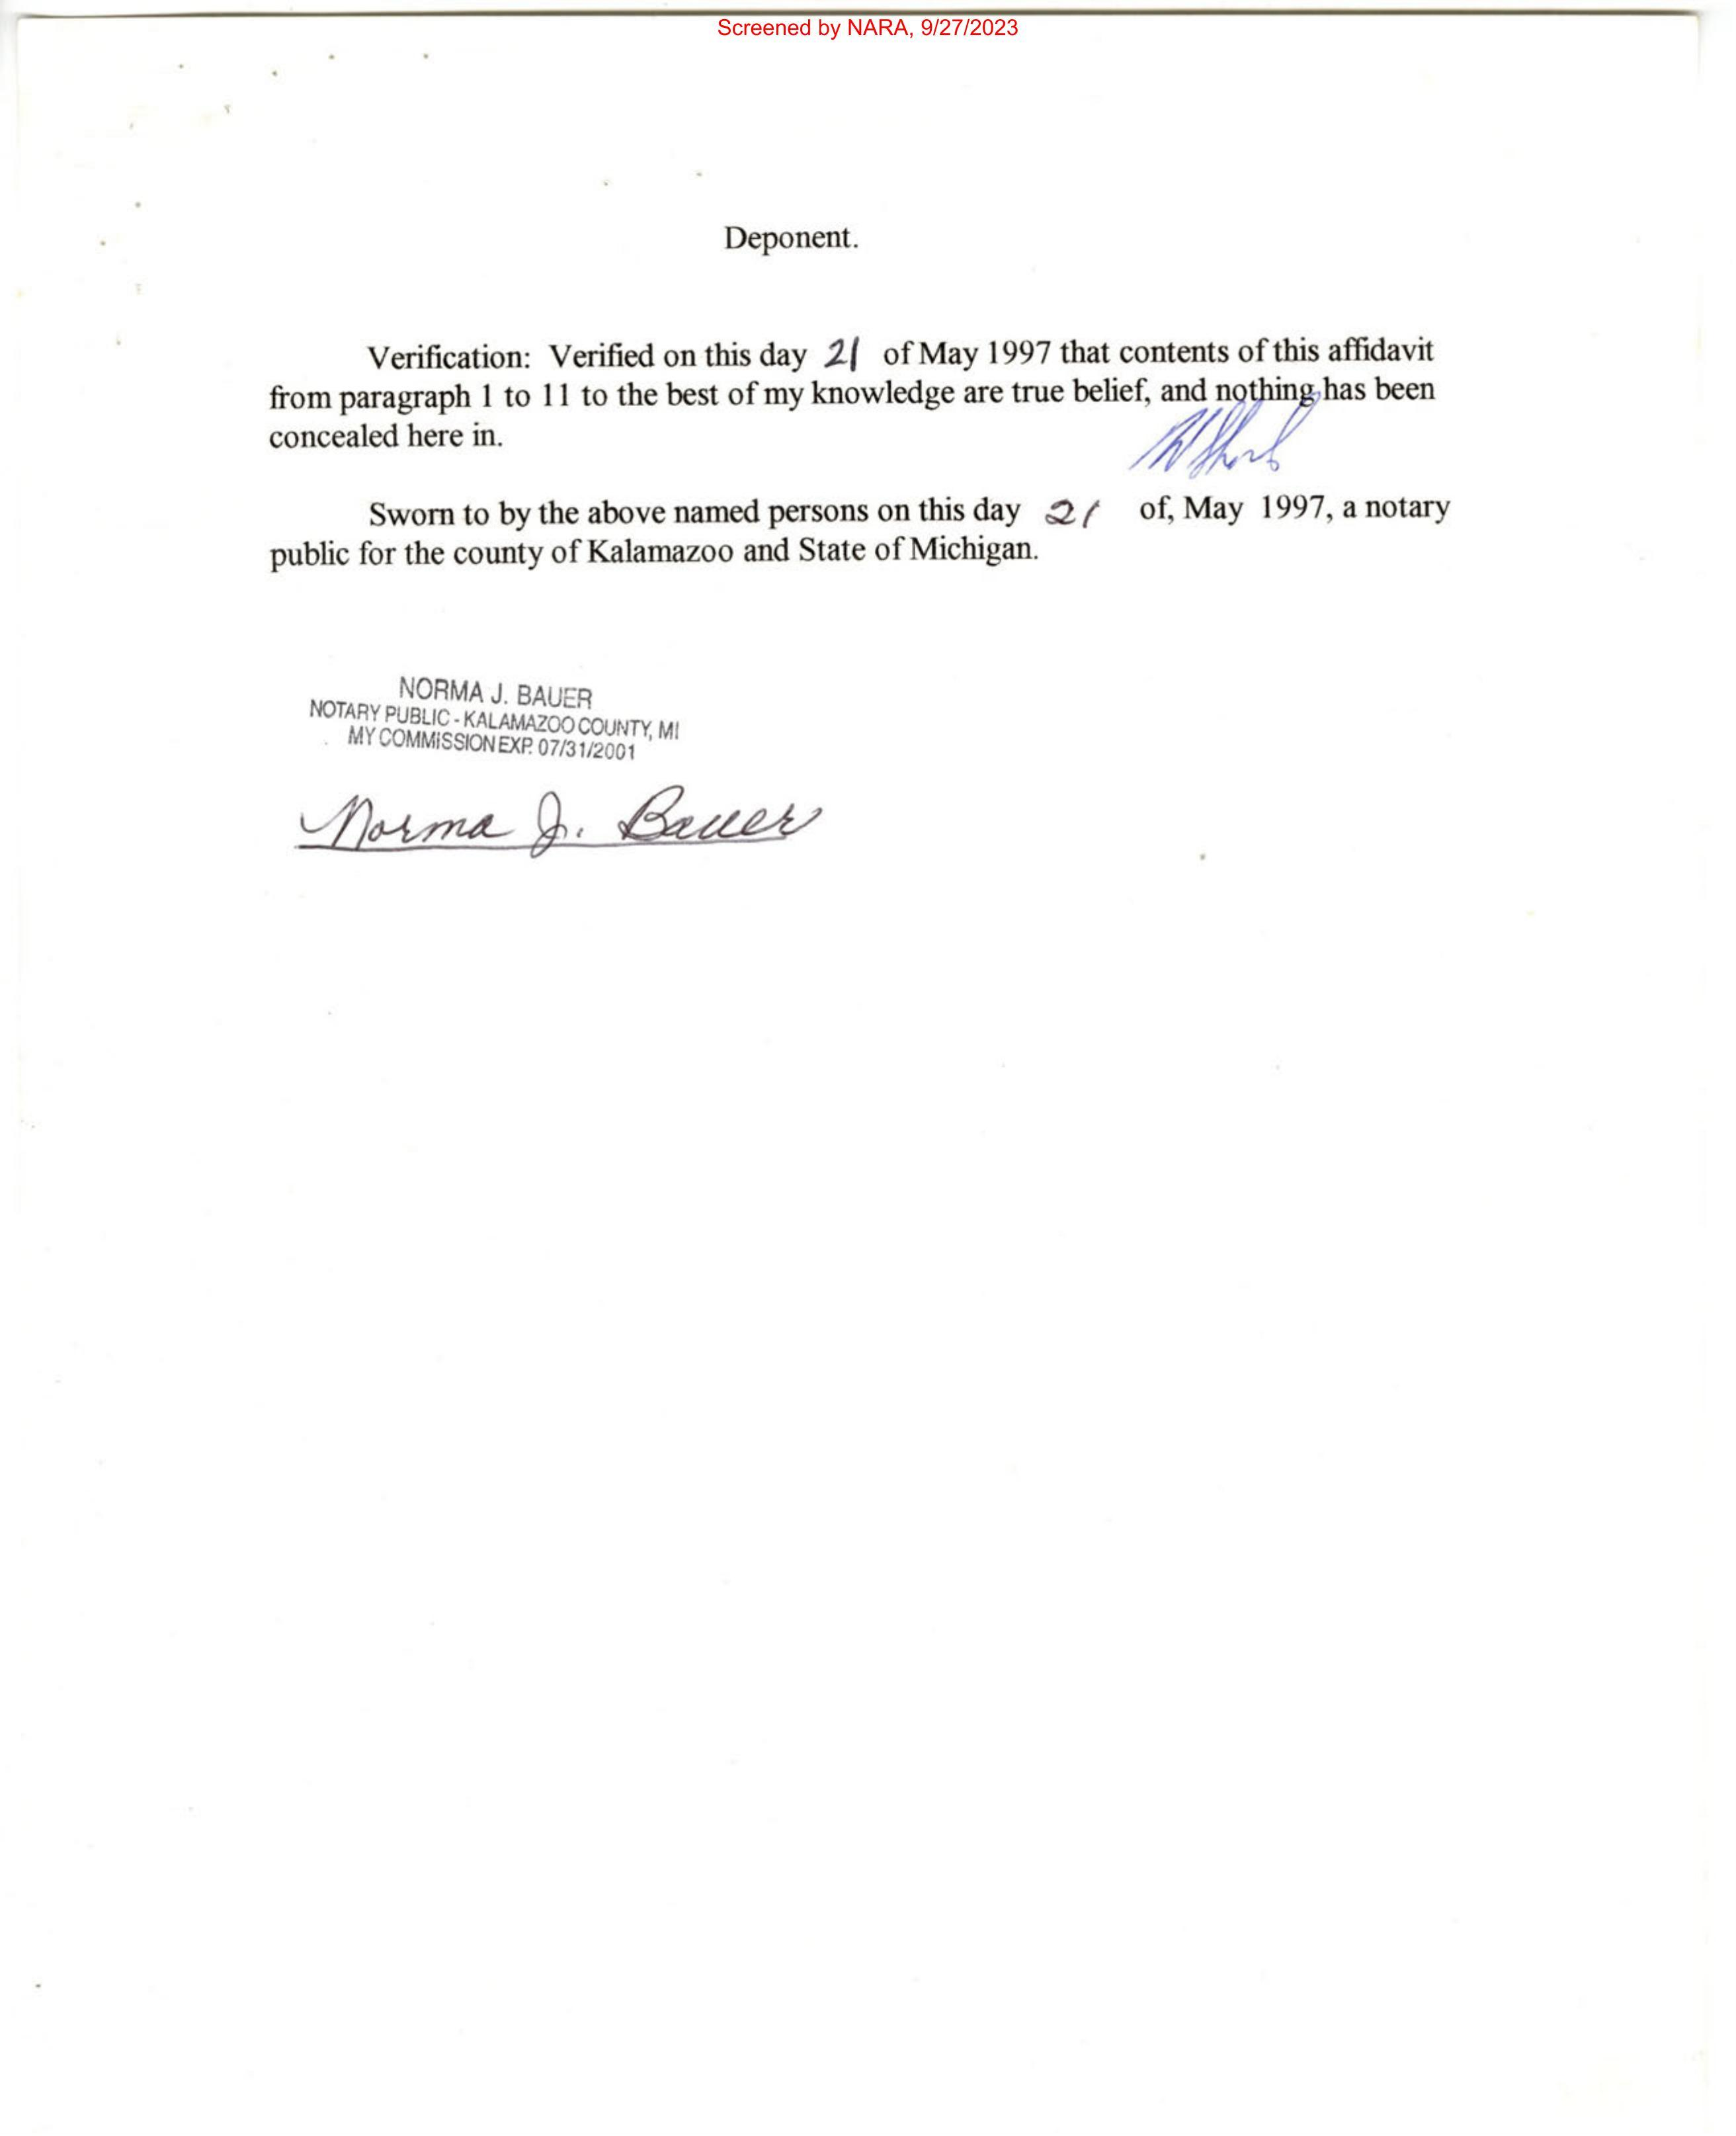 Screened by NARA, 9/27/2023
Deponent.
Verification: Verified on this day 21 of May 1997 that contents of this affidavit
from paragraph 1 to 11 to the best of my knowledge are true belief, and nothing has been
concealed here in.
Sworn to by the above named persons on this day 21 of, May 1997, a notary
public for the county of Kalamazoo and State of Michigan.
NORMA J. BAUER
NOTARY PUBLIC - KALAMAZOO COUNTY, MI
MY COMMISSION EXP. 07/31/2001
Norma J. Bauer